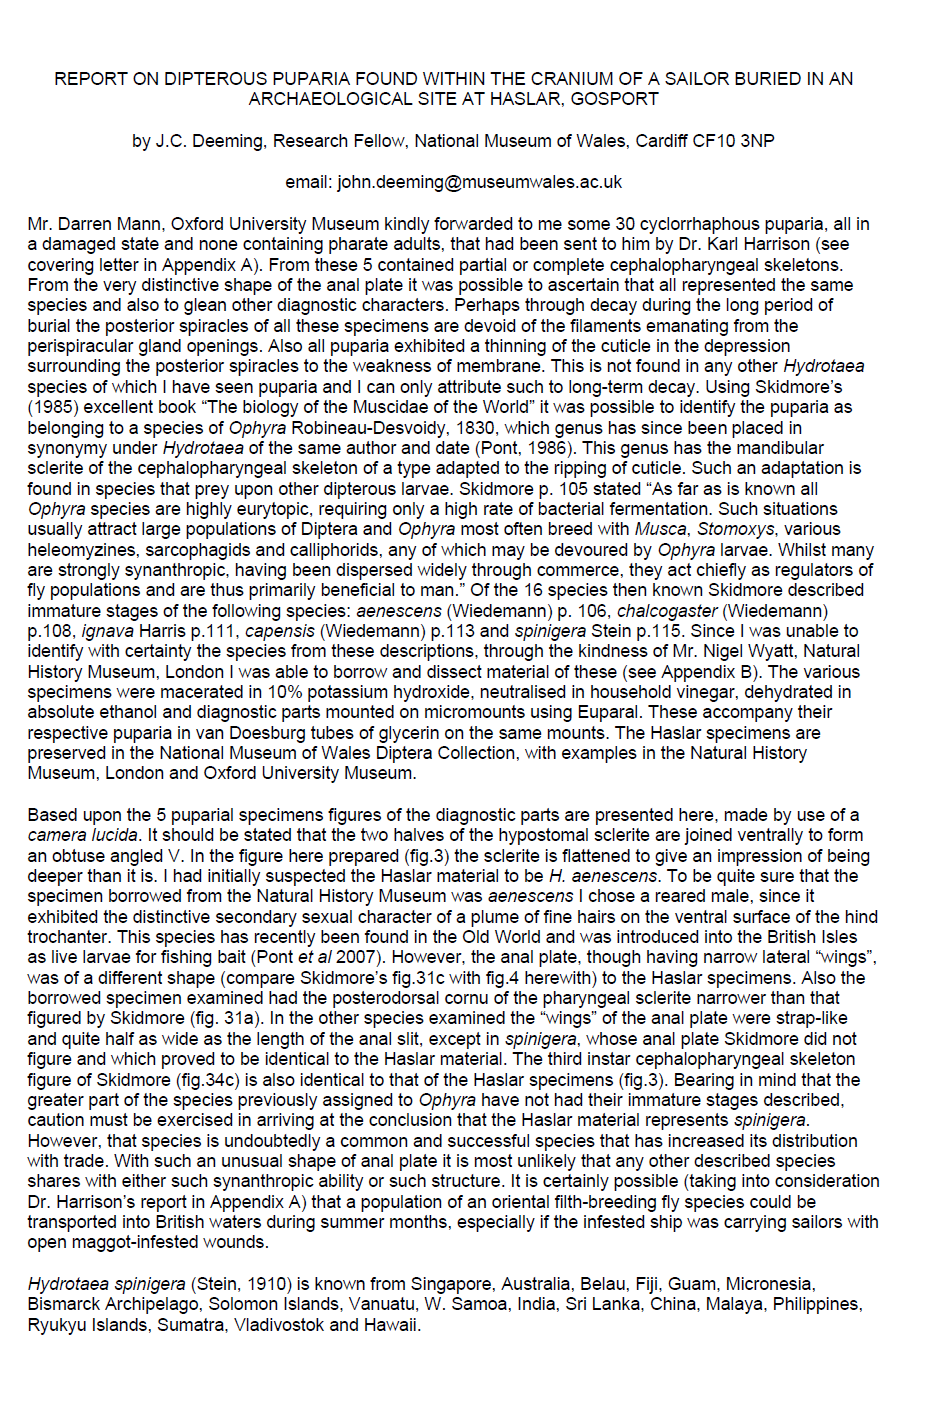 REPORT ON DIPTEROUS PUPARIA FOUND WITHIN THE CRANIUM OF A SAILOR BURIED IN AN
ARCHAEOLOGICAL SITE AT HASLAR, GOSPORT
by J.C. Deeming, Research Fellow, National Museum of Wales, Cardiff CF10 3NP
email: john.deeming@museumwales.ac.uk
Mr. Darren Mann, Oxford University Museum kindly forwarded to me some 30 cyclorrhaphous puparia, all in
a damaged state and none containing pharate adults, that had been sent to him by Dr. Karl Harrison (see
covering letter in Appendix A). From these 5 contained partial or complete cephalopharyngeal skeletons.
From the very distinctive shape of the anal plate it was possible to ascertain that all represented the same
species and also to glean other diagnostic characters. Perhaps through decay during the long period of
burial the posterior spiracles of all these specimens are devoid of the filaments emanating from the
perispiracular gland openings. Also all puparia exhibited a thinning of the cuticle in the depression
surrounding the posterior spiracles to the weakness of membrane. This is not found in any other Hydrotaea
species of which I have seen puparia and I can only attribute such to long-term decay. Using Skidmore's
(1985) excellent book “The biology of the Muscidae of the World” it was possible to identify the puparia as
belonging to a species of Ophyra Robineau-Desvoidy, 1830, which genus has since been placed in
synonymy under Hydrotaea of the same author and date (Pont, 1986). This genus has the mandibular
sclerite of the cephalopharyngeal skeleton of a type adapted to the ripping of cuticle. Such an adaptation is
found in species that prey upon other dipterous larvae. Skidmore p. 105 stated “As far as is known all
Ophyra species are highly eurytopic, requiring only a high rate of bacterial fermentation. Such situations
usually attract large populations of Diptera and Ophyra most often breed with Musca, Stomoxys, various
heleomyzines, sarcophagids and calliphorids, any of which may be devoured by Ophyra larvae. Whilst many
are strongly synanthropic, having been dispersed widely through commerce, they act chiefly as regulators of
fly populations and are thus primarily beneficial to man.” Of the 16 species then known Skidmore described
immature stages of the following species: aenescens (Wiedemann) p. 106, chalcogaster (Wiedemann)
p.108, ignava Harris p.111, capensis (Wiedemann) p.113 and spinigera Stein p.115. Since I was unable to
identify with certainty the species from these descriptions, through the kindness of Mr. Nigel Wyatt, Natural
History Museum, London I was able to borrow and dissect material of these (see Appendix B). The various
specimens were macerated in 10% potassium hydroxide, neutralised in household vinegar, dehydrated in
absolute ethanol and diagnostic parts mounted on micromounts using Euparal. These accompany their
respective puparia in van Doesburg tubes of glycerin on the same mounts. The Haslar specimens are
preserved in the National Museum of Wales Diptera Collection, with examples in the Natural History
Museum, London and Oxford University Museum.
Based upon the 5 puparial specimens figures of the diagnostic parts are presented here, made by use of a
camera lucida. It should be stated that the two halves of the hypostomal sclerite are joined ventrally to form
an obtuse angled V. In the figure here prepared (fig.3) the sclerite is flattened to give an impression of being
deeper than it is. I had initially suspected the Haslar material to be H. aenescens. To be quite sure that the
specimen borrowed from the Natural History Museum was aenescens I chose a reared male, since it
exhibited the distinctive secondary sexual character of a plume of fine hairs on the ventral surface of the hind
trochanter. This species has recently been found in the Old World and was introduced into the British Isles
as live larvae for fishing bait (Pont et al 2007). However, the anal plate, though having narrow lateral “wings”,
was of a different shape (compare Skidmore's fig.31c with fig.4 herewith) to the Haslar specimens. Also the
borrowed specimen examined had the posterodorsal cornu of the pharyngeal sclerite narrower than that
figured by Skidmore (fig. 31a). In the other species examined the “wings” of the anal plate were strap-like
and quite half as wide as the length of the anal slit, except in spinigera, whose anal plate Skidmore did not
figure and which proved to be identical to the Haslar material. The third instar cephalopharyngeal skeleton
figure of Skidmore (fig.34c) is also identical to that of the Haslar specimens (fig.3). Bearing in mind that the
greater part of the species previously assigned to Ophyra have not had their immature stages described,
caution must be exercised in arriving at the conclusion that the Haslar material represents spinigera.
However, that species is undoubtedly a common and successful species that has increased its distribution
with trade. With such an unusual shape of anal plate it is most unlikely that any other described species
shares with either such synanthropic ability or such structure. It is certainly possible (taking into consideration
Dr. Harrison's report in Appendix A) that a population of an oriental filth-breeding fly species could be
transported into British waters during summer months, especially if the infested ship was carrying sailors with
open maggot-infested wounds.
Hydrotaea spinigera (Stein, 1910) is known from Singapore, Australia, Belau, Fiji, Guam, Micronesia,
Bismarck Archipelago, Solomon Islands, Vanuatu, W. Samoa, India, Sri Lanka, China, Malaya, Philippines,
Ryukyu Islands, Sumatra, Vladivostok and Hawaii.